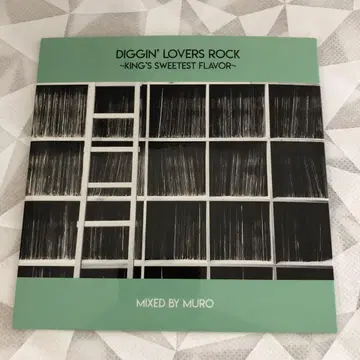 DIGGIN' LOVERS ROCK
~KING'S SWEETEST FLAVOR~
MIXED BY MURO